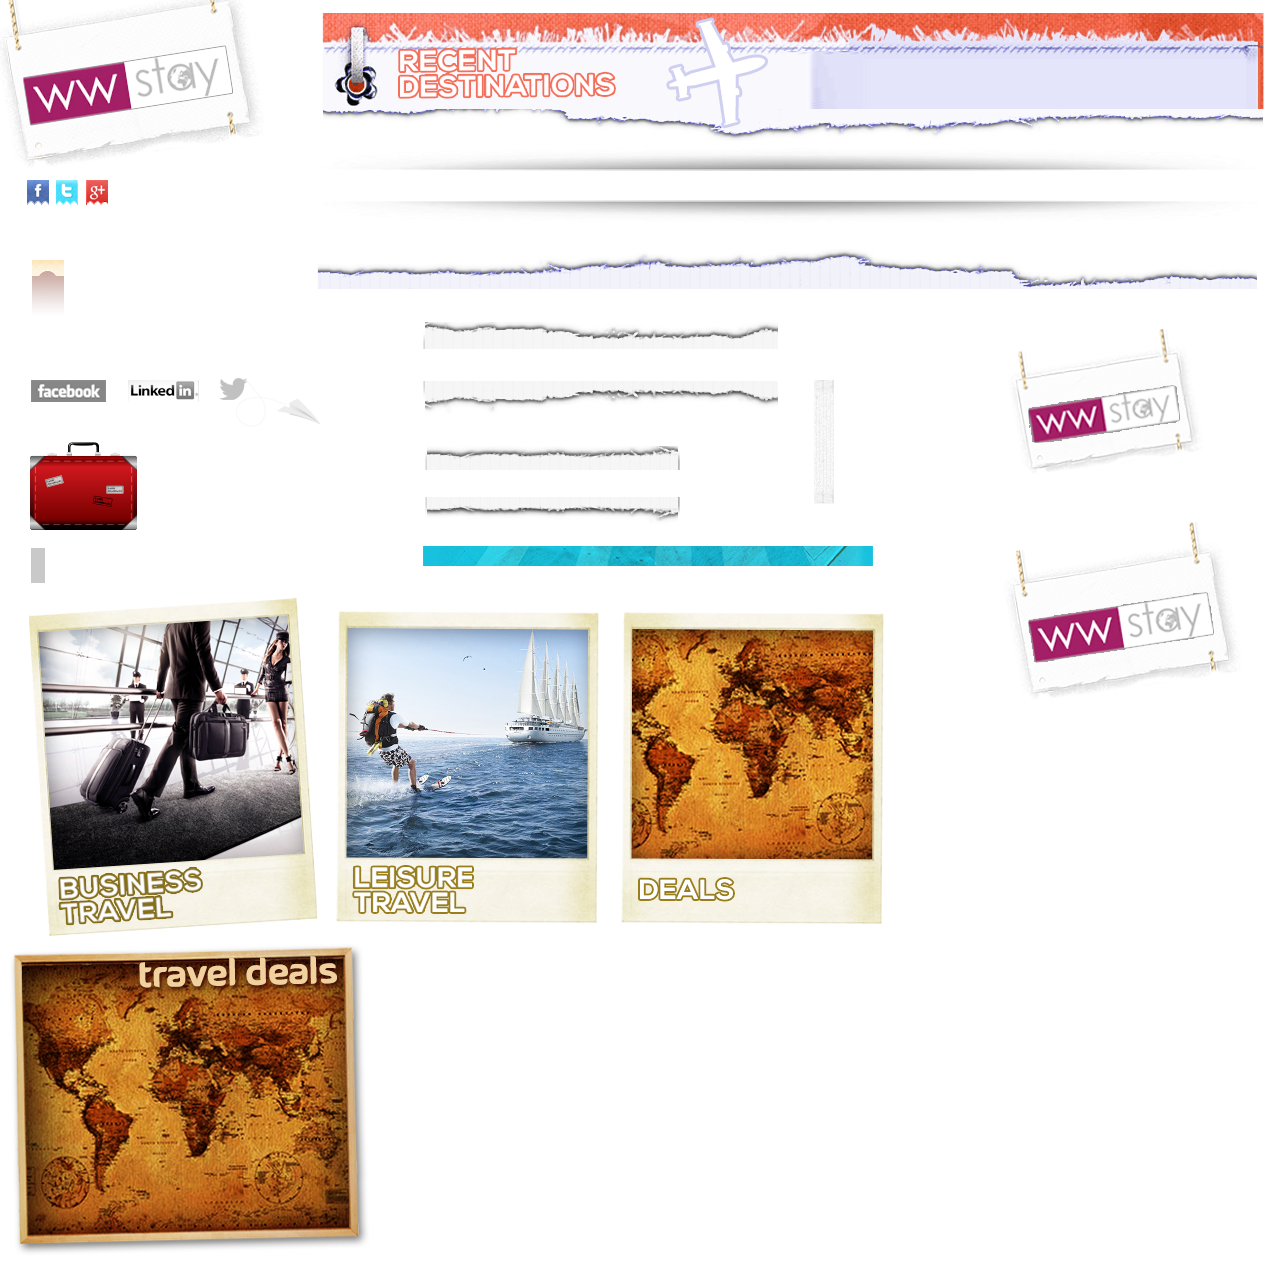 WW stay
RECENT
DESTINATIONS
f t g+
facebook
Linked in
WW stay
WW stay
BUSINESS
TRAVEL
LEISURE
TRAVEL
DEALS
travel deals